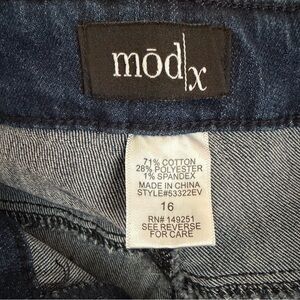 mōd|x
71% COTTON
28% POLYESTER
1% SPANDEX
MADE IN CHINA
STYLE#53322EV
16
RN# 149251
SEE REVERSE
FOR CARE